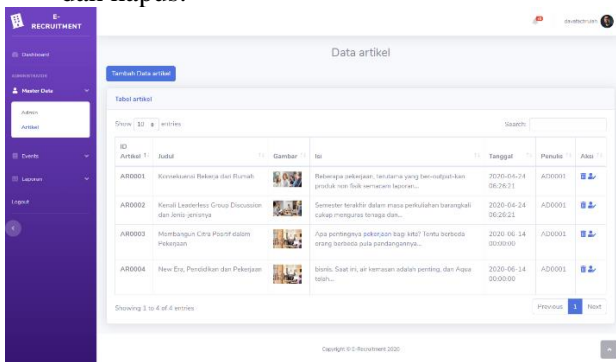 dan hapus.
E-
RECRUITMENT
Dashboard
Data artikel
Tambah Data artikel
Master Data
Tabel artikel
Admin
Artikel
Show 10 entries
Search:
ID
Artikel Judul Gambar Isi Tanggal Penulis Aksi
Events
AR0001 Konsekuensi Bekerja dari Rumah Beberapa pekerjaan, terutama yang ber-output-kan 2020-04-24 AD0001
produk non fisik semacam laporan... 06:26:21
Laporan
AR0002 Kenali Leaderless Group Discussion Semester terakhir dalam masa perkuliahan barangkali 2020-04-24 AD0001
dan Jenis-jenisnya cukup menguras tenaga dan... 06:26:21
Logout
AR0003 Membangun Citra Positif dalam Apa pentingnya pekerjaan bagi kita? Tentu berbeda 2020-06-14 AD0001
Pekerjaan orang berbeda pula pandangannya... 00:00:00
AR0004 New Era, Pendidikan dan Pekerjaan bisnis. Saat ini, air kemasan adalah penting, dan Aqua 2020-06-14 AD0001
telah... 00:00:00
Showing 1 to 4 of 4 entries
Previous 1 Next
Copyright © E-Recruitment 2020